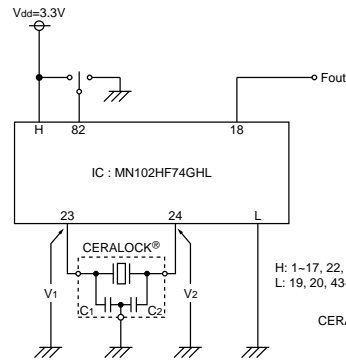 Vdd=3.3V
Fout
H 82 18
IC : MN102HF74GHL
23 24 L
CERALOCK®
H: 1~17, 22,
L: 19, 20, 43
V1 C1 C2 V2